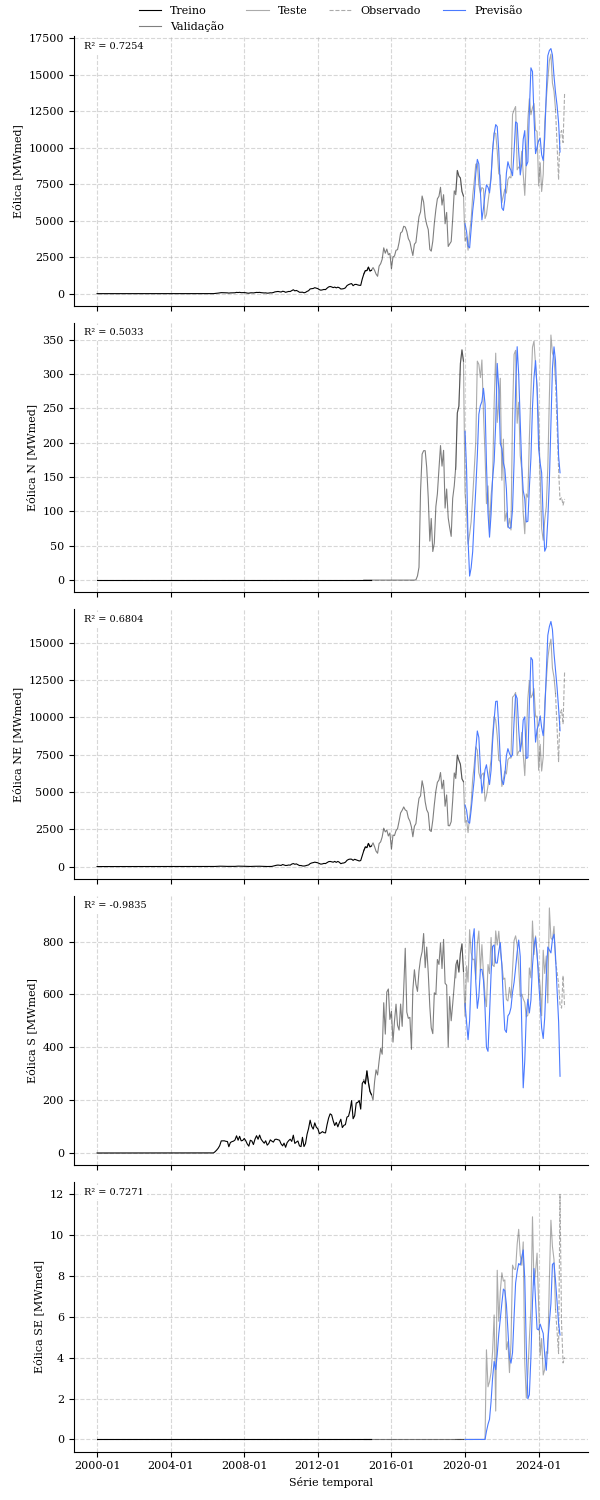 Treino Teste Observado Previsão
Validação
17500
R² = 0.7254
15000
12500
10000
7500
5000
2500
0
Eólica [MWmed]
R² = 0.5033
350
300
250
200
150
100
50
0
Eólica N [MWmed]
R² = 0.6804
15000
12500
10000
7500
5000
2500
0
Eólica NE [MWmed]
R² = -0.9835
800
600
400
200
0
Eólica S [MWmed]
R² = 0.7271
12
10
8
6
4
2
0
Eólica SE [MWmed]
2000-01 2004-01 2008-01 2012-01 2016-01 2020-01 2024-01
Série temporal